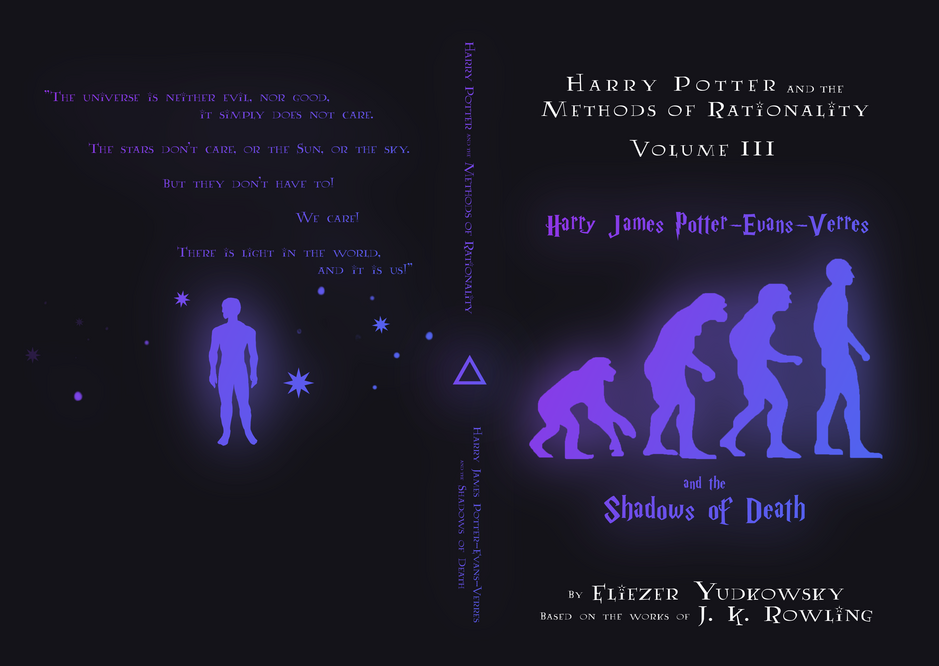 "The universe is neither evil, nor good,
it simply does not care.
The stars don't care, or the Sun, or the sky.
But they don't have to!
We care!
There is light in the world,
and it is us!"
Harry Potter and the Methods of Rationality
Harry James Potter-Evans-Verres
and the Shadows of Death
Harry Potter and the
Methods of Rationality
Volume III
Harry James Potter-Evans-Verres
and the
Shadows of Death
By Eliezer Yudkowsky
Based on the works of J. K. Rowling